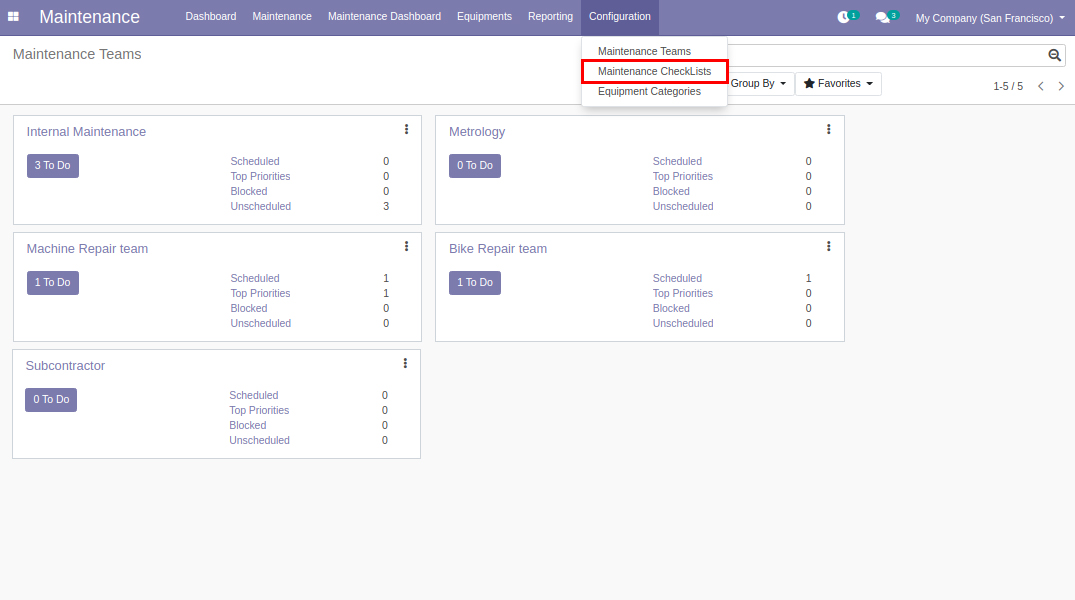 Maintenance Dashboard Maintenance Maintenance Dashboard Equipments Reporting Configuration 1 3 My Company (San Francisco)
Maintenance Teams
Maintenance Teams
Maintenance CheckLists
Equipment Categories
Group By Favorites 1-5 / 5
Internal Maintenance
3 To Do
Scheduled 0
Top Priorities 0
Blocked 0
Unscheduled 3
Metrology
0 To Do
Scheduled 0
Top Priorities 0
Blocked 0
Unscheduled 0
Machine Repair team
1 To Do
Scheduled 1
Top Priorities 1
Blocked 0
Unscheduled 0
Bike Repair team
1 To Do
Scheduled 1
Top Priorities 0
Blocked 0
Unscheduled 0
Subcontractor
0 To Do
Scheduled 0
Top Priorities 0
Blocked 0
Unscheduled 0